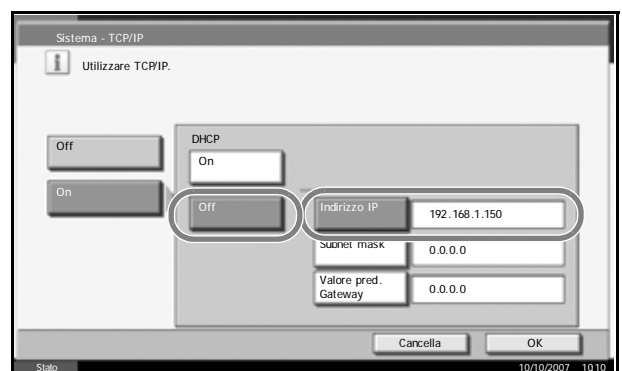 Sistema - TCP/IP
Utilizzare TCP/IP.
Off
On
DHCP
On
Off
Indirizzo IP
192.168.1.150
Subnet mask
0.0.0.0
Valore pred.
Gateway
0.0.0.0
Cancella
OK
Stato
10/10/2007 10:10